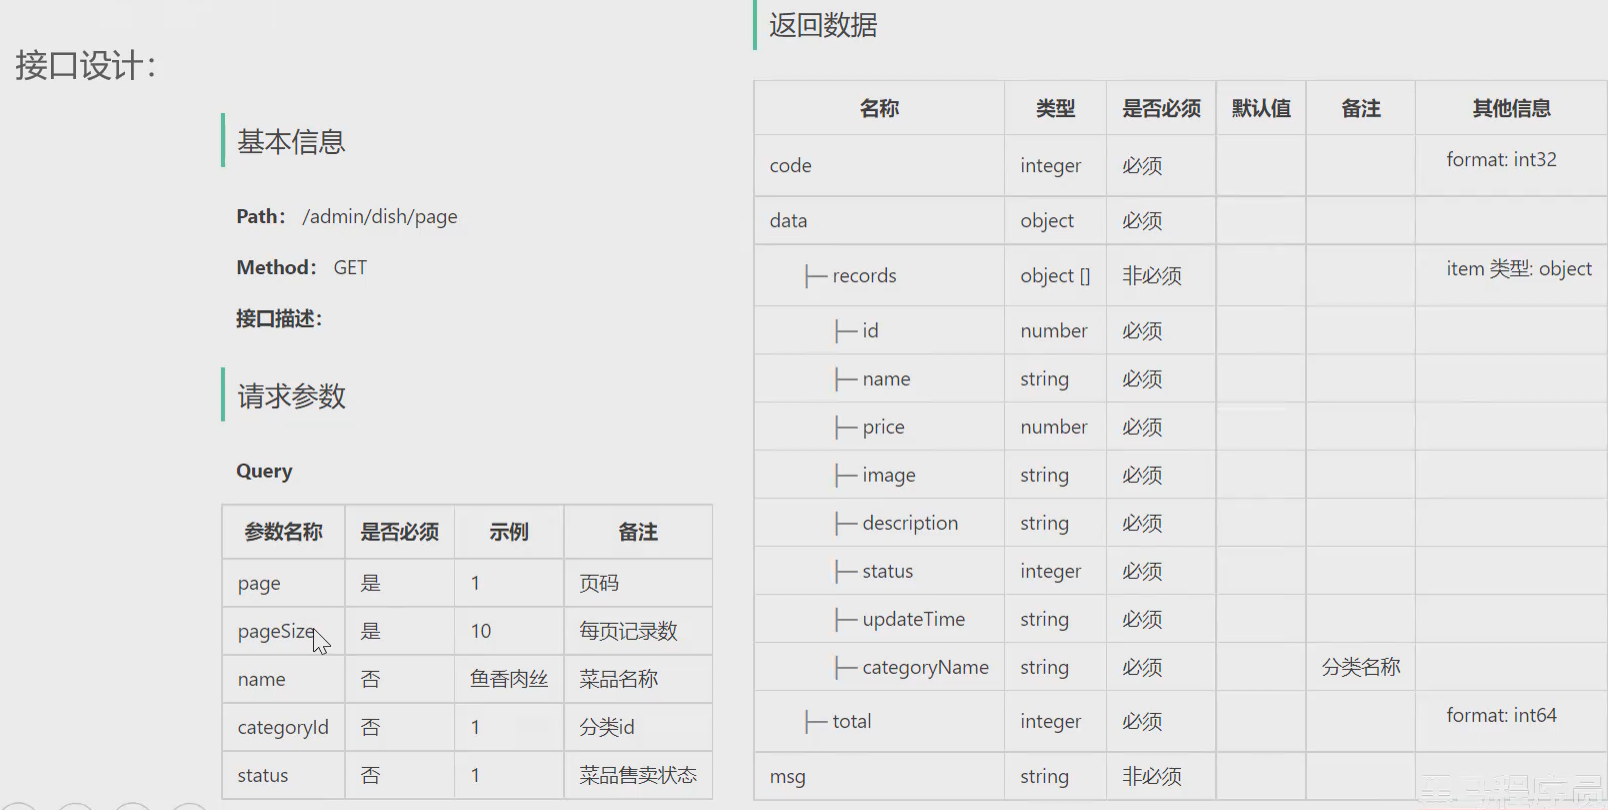 接口设计：
基本信息
Path： /admin/dish/page
Method： GET
接口描述：
请求参数
Query
参数名称 是否必须 示例 备注
page 是 1 页码
pageSize 是 10 每页记录数
name 否 鱼香肉丝 菜品名称
categoryId 否 1 分类id
status 否 1 菜品售卖状态
返回数据
名称 类型 是否必须 默认值 备注 其他信息
code integer 必须 format: int32
data object 必须
├─ records object [] 非必须 item 类型: object
├─ id number 必须
├─ name string 必须
├─ price number 必须
├─ image string 必须
├─ description string 必须
├─ status integer 必须
├─ updateTime string 必须
├─ categoryName string 必须 分类名称
├─ total integer 必须 format: int64
msg string 非必须